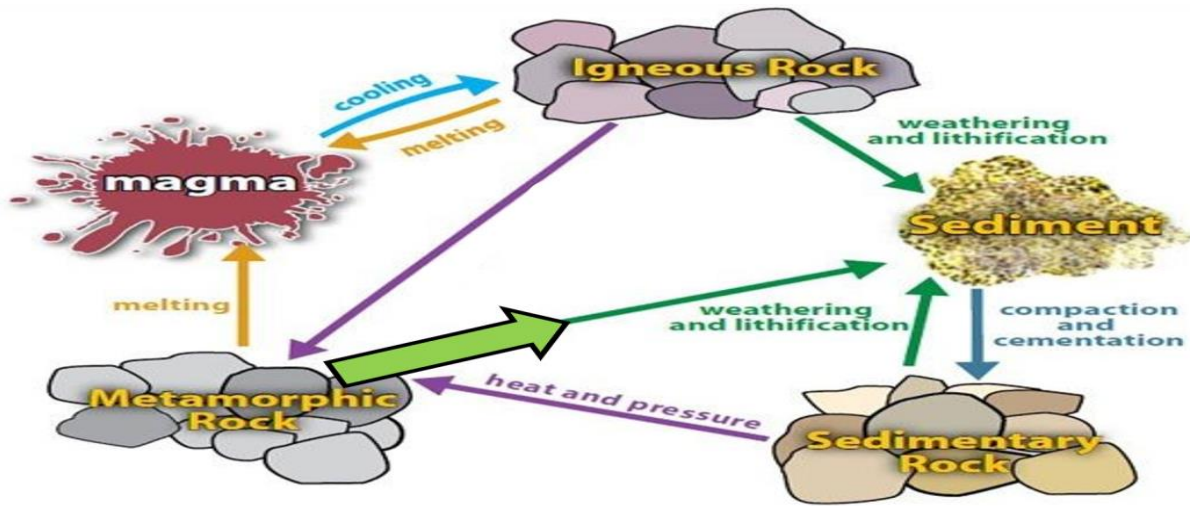 Igneous Rock
cooling
melting
weathering
and lithification
magma
Sediment
melting
weathering
and lithification
compaction
and
cementation
heat and pressure
Metamorphic
Rock
Sedimentary
Rock